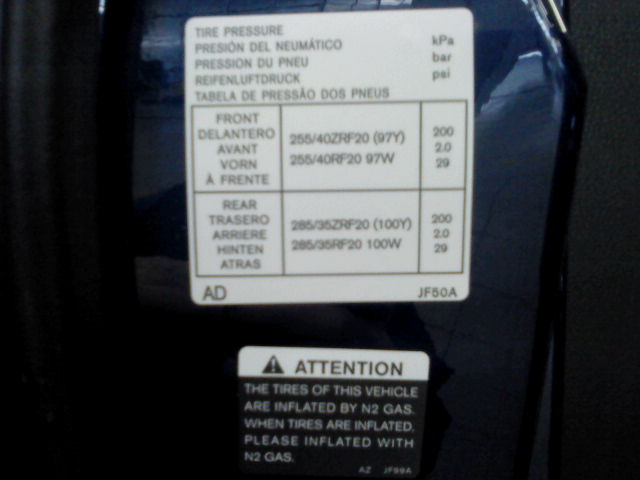 TIRE PRESSURE
PRESIÓN DEL NEUMÁTICO
PRESSION DU PNEU
REIFENLUFTDRUCK
TABELA DE PRESSÃO DOS PNEUS
kPa
bar
psi
FRONT
DELANTERO
AVANT
VORN
À FRENTE
255/40ZRF20 (97Y)
255/40RF20 97W
200
2.0
29
REAR
TRASERO
ARRIERE
HINTEN
ATRAS
285/35ZRF20 (100Y)
285/35RF20 100W
200
2.0
29
AD JF50A
ATTENTION
THE TIRES OF THIS VEHICLE
ARE INFLATED BY N2 GAS.
WHEN TIRES ARE INFLATED,
PLEASE INFLATED WITH
N2 GAS.
AZ JF99A